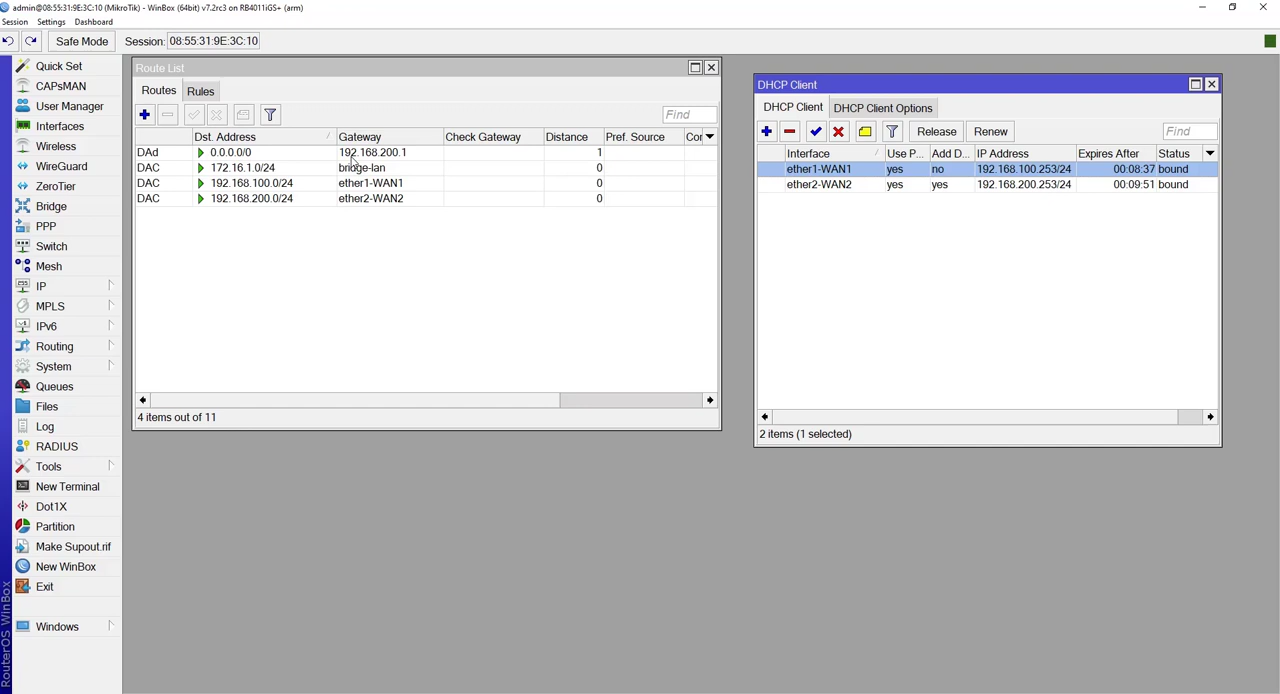 admin@08:55:31:9E:3C:10 (MikroTik) - WinBox (64bit) v7.2rc3 on RB4011iGS+ (arm)
Session Settings Dashboard
Safe Mode Session: 08:55:31:9E:3C:10
Quick Set
CAPsMAN
User Manager
Interfaces
Wireless
WireGuard
ZeroTier
Bridge
PPP
Switch
Mesh
IP
MPLS
IPv6
Routing
System
Queues
Files
Log
RADIUS
Tools
New Terminal
Dot1X
Partition
Make Supout.rif
New WinBox
Exit
Windows
RouterOS WinBox
Route List
Routes Rules
Find
Dst. Address Gateway Check Gateway Distance Pref. Source Cor
DAd 0.0.0.0/0 192.168.200.1 1
DAC 172.16.1.0/24 bridge-lan 0
DAC 192.168.100.0/24 ether1-WAN1 0
DAC 192.168.200.0/24 ether2-WAN2 0
4 items out of 11
DHCP Client
DHCP Client DHCP Client Options
Release Renew Find
Interface Use P... Add D... IP Address Expires After Status
ether1-WAN1 yes no 192.168.100.253/24 00:08:37 bound
ether2-WAN2 yes yes 192.168.200.253/24 00:09:51 bound
2 items (1 selected)